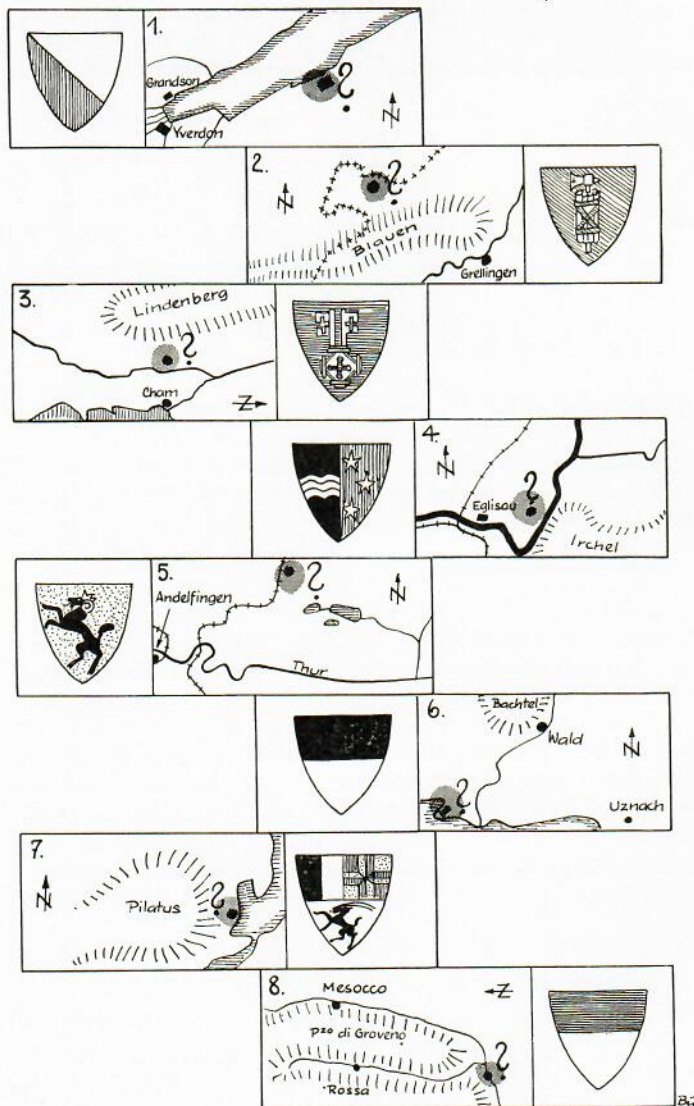 1.
Grandson
?
Yverdon
N
2.
?
N
Blauen
Grellingen
3.
Lindenberg
?
Cham
N
4.
N
?
Eglisau
Irchel
5.
?
N
Andelfingen
Thur
6.
Bachtel
Wald
N
?
Uznach
7.
N
?
Pilatus
8.
Mesocco
N
Pzo di Groveno
?
Rossa